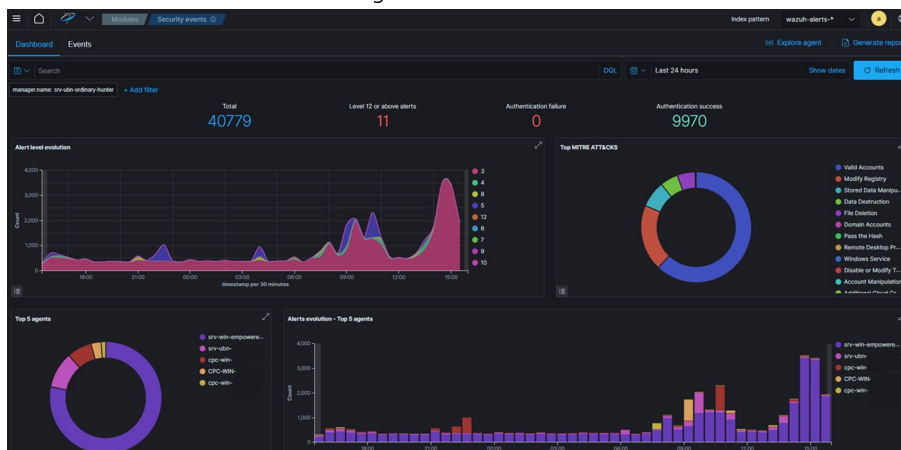 Modules Security events
Index pattern wazuh-alerts-* a
Dashboard Events Explore agent Generate repor
Search DQL Last 24 hours Show dates Refresh
manager.name: srv-ubn-ordinary-hunter + Add filter
Total Level 12 or above alerts Authentication failure Authentication success
40779 11 0 9970
Alert level evolution
4,000
3,000
2,000
1,000
0
Count
18:00 21:00 00:00 03:00 06:00 09:00 12:00 15:00
timestamp per 30 minutes
3
4
8
5
12
6
7
9
10
Top MITRE ATT&CKS
Valid Accounts
Modify Registry
Stored Data Manipu...
Data Destruction
File Deletion
Domain Accounts
Pass the Hash
Remote Desktop Pr...
Windows Service
Disable or Modify T...
Account Manipulation
Top 5 agents
srv-win-empowere...
srv-ubn-
cpc-win-
CPC-WIN-
cpc-win-
Alerts evolution - Top 5 agents
4,000
3,000
2,000
1,000
0
Count
18:00 21:00 00:00 03:00 06:00 09:00 12:00 15:00
srv-win-empowere...
srv-ubn-
cpc-win-
CPC-WIN-
cpc-win-